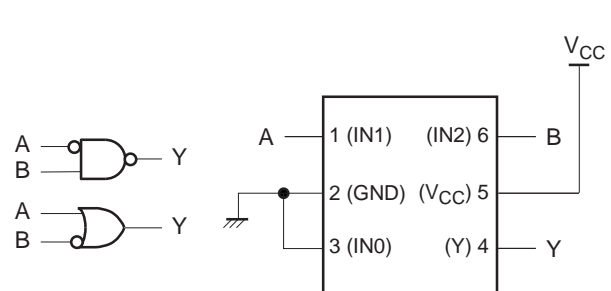 A
B
Y
A
B
Y
VCC
A
1 (IN1)
(IN2) 6
B
2 (GND)
(VCC) 5
3 (IN0)
(Y) 4
Y